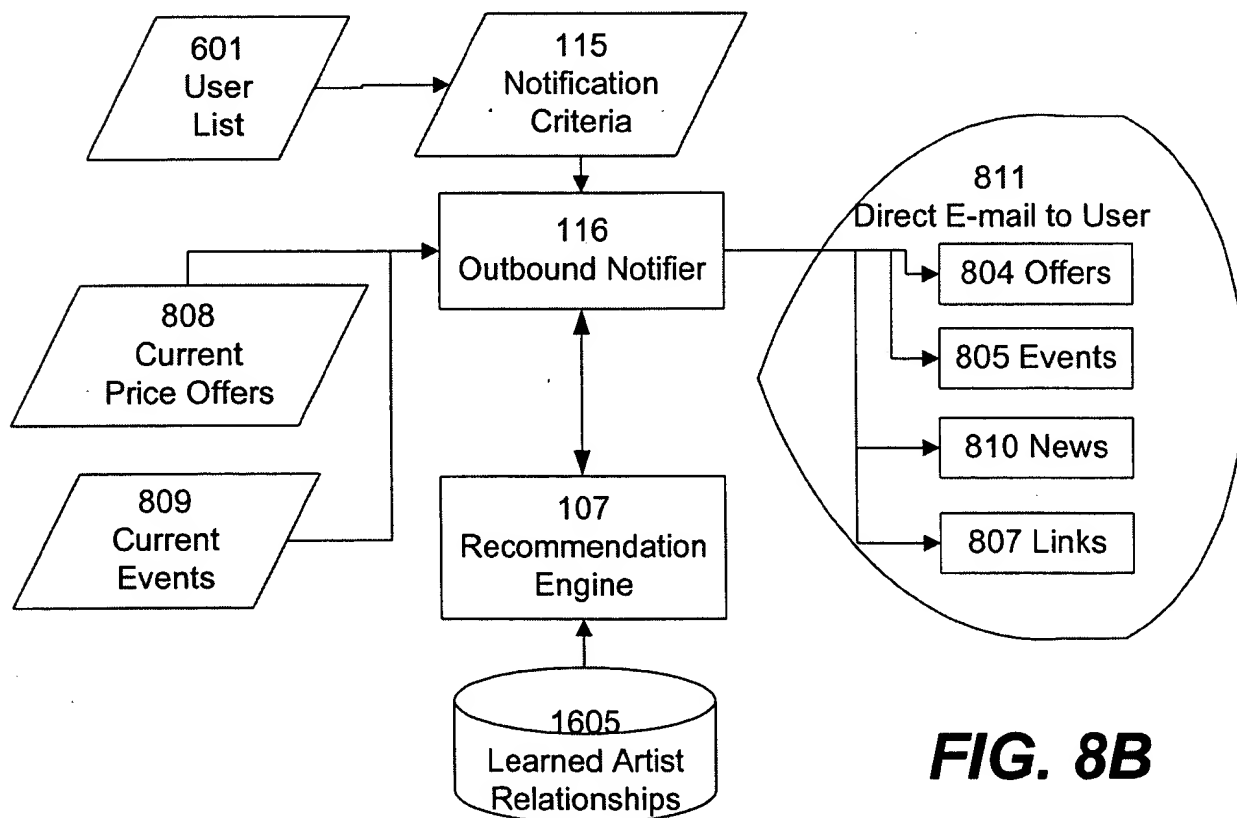 601
User
List
115
Notification
Criteria
116
Outbound Notifier
808
Current
Price Offers
809
Current
Events
107
Recommendation
Engine
1605
Learned Artist
Relationships
811
Direct E-mail to User
804 Offers
805 Events
810 News
807 Links
FIG. 8B